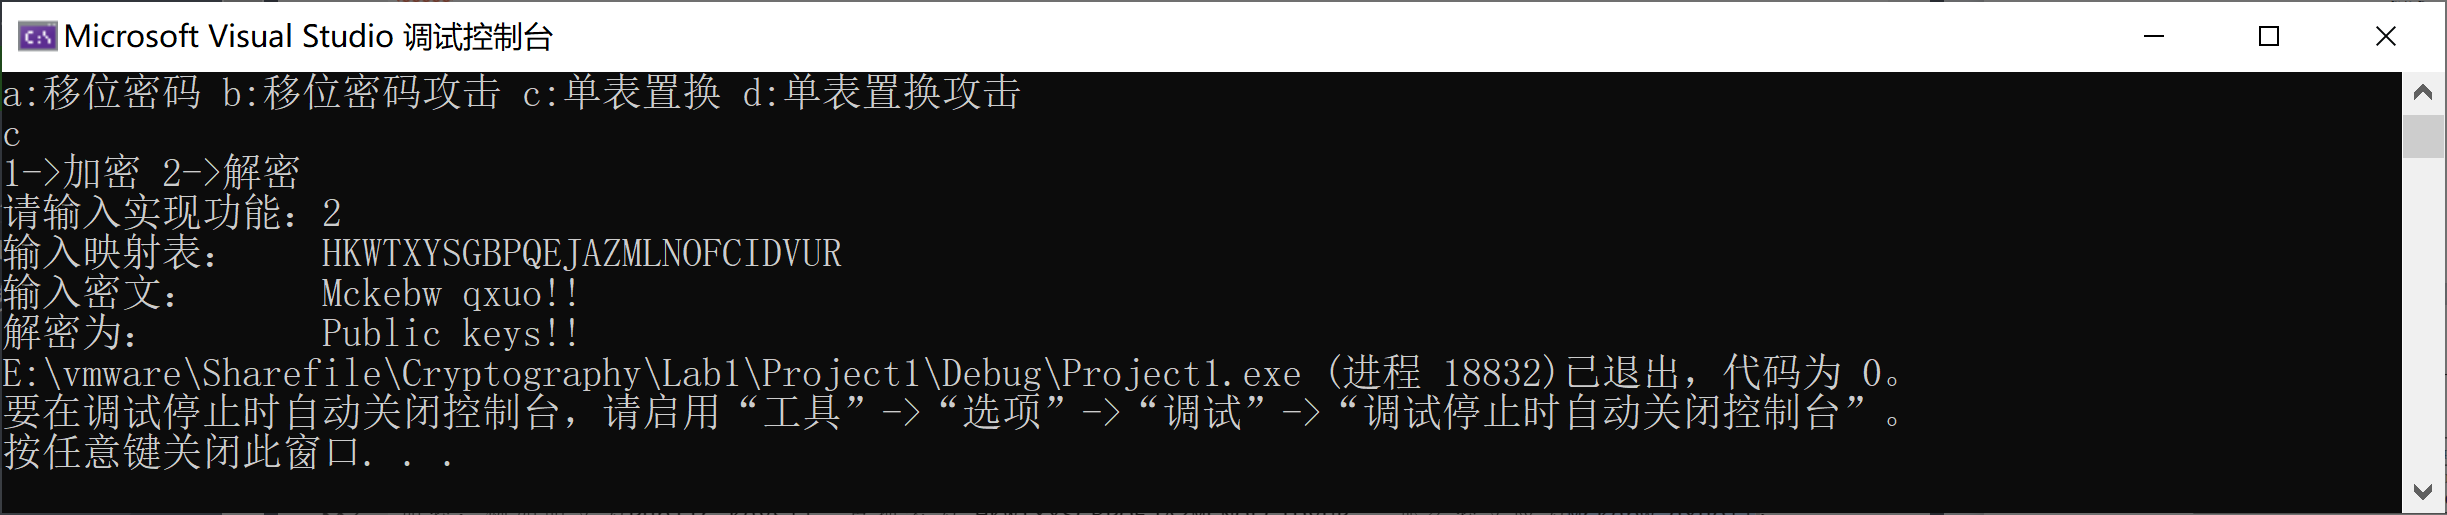 Microsoft Visual Studio 调试控制台
a:移位密码 b:移位密码攻击 c:单表置换 d:单表置换攻击
c
1->加密 2->解密
请输入实现功能：2
输入映射表：   HKWTXYSGBPQEJAZMLNOFCIDVUR
输入密文：   Mckebw qxuo!!
解密为：   Public keys!!
E:\vmware\Sharefile\Cryptography\Lab1\Project1\Debug\Project1.exe (进程 18832)已退出，代码为 0。
要在调试停止时自动关闭控制台，请启用“工具”->“选项”->“调试”->“调试停止时自动关闭控制台”。
按任意键关闭此窗口. . .